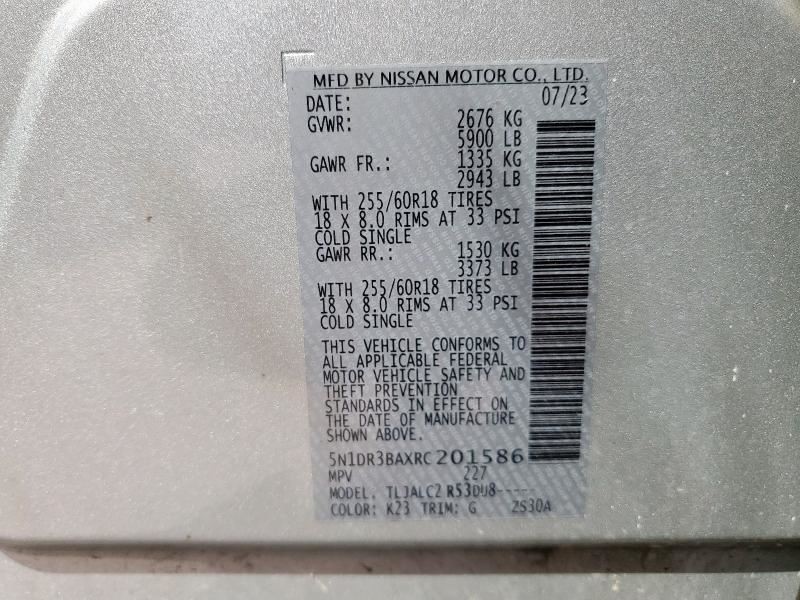 MFD BY NISSAN MOTOR CO., LTD.
DATE: 07/23
GVWR: 2676 KG
5900 LB
GAWR FR.: 1335 KG
2943 LB
WITH 255/60R18 TIRES
18 X 8.0 RIMS AT 33 PSI
COLD SINGLE
GAWR RR.: 1530 KG
3373 LB
WITH 255/60R18 TIRES
18 X 8.0 RIMS AT 33 PSI
COLD SINGLE
THIS VEHICLE CONFORMS TO
ALL APPLICABLE FEDERAL
MOTOR VEHICLE SAFETY AND
THEFT PREVENTION
STANDARDS IN EFFECT ON
THE DATE OF MANUFACTURE
SHOWN ABOVE.
5N1DR3BAXRC201586
MPV 227
MODEL: TLJALC2 R53DU8-----
COLOR: K23 TRIM: G ZS30A